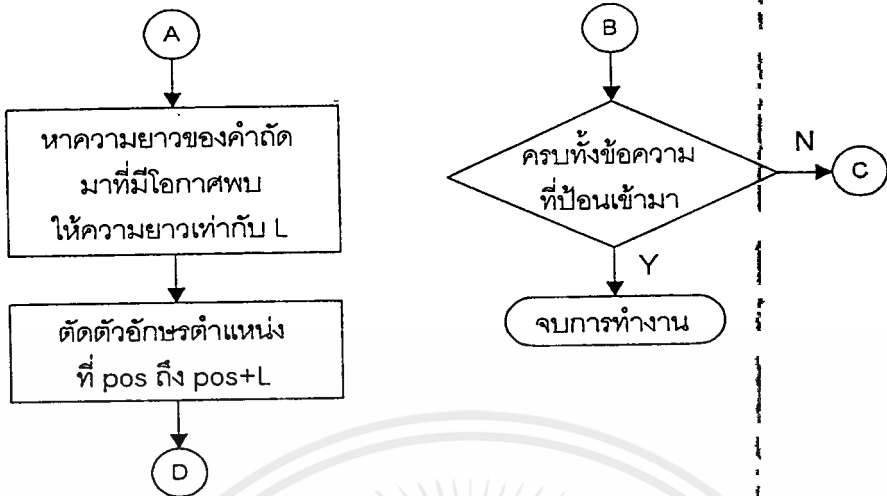 A
หาความยาวของคำถัด
มาที่มีโอกาสพบ
ให้ความยาวเท่ากับ L
ตัดตัวอักษรตำแหน่ง
ที่ pos ถึง pos+L
D
B
ครบทั้งข้อความ
ที่ป้อนเข้ามา
N
C
Y
จบการทำงาน